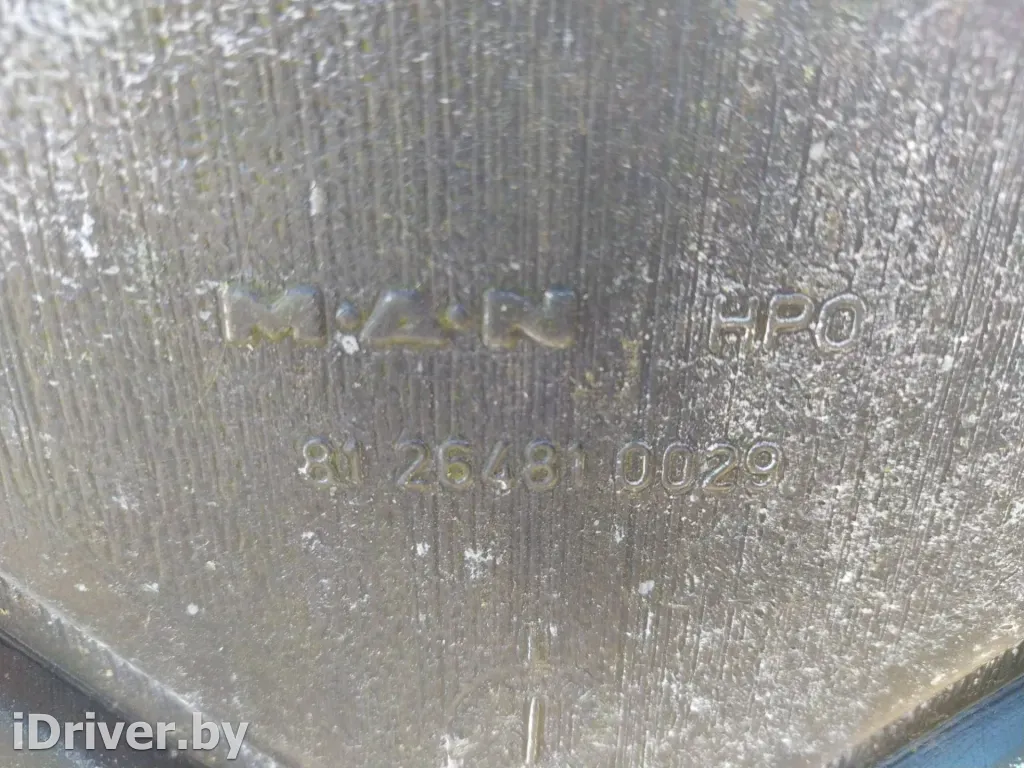 M·A·N HPO
81 26481 0029
iDriver.by